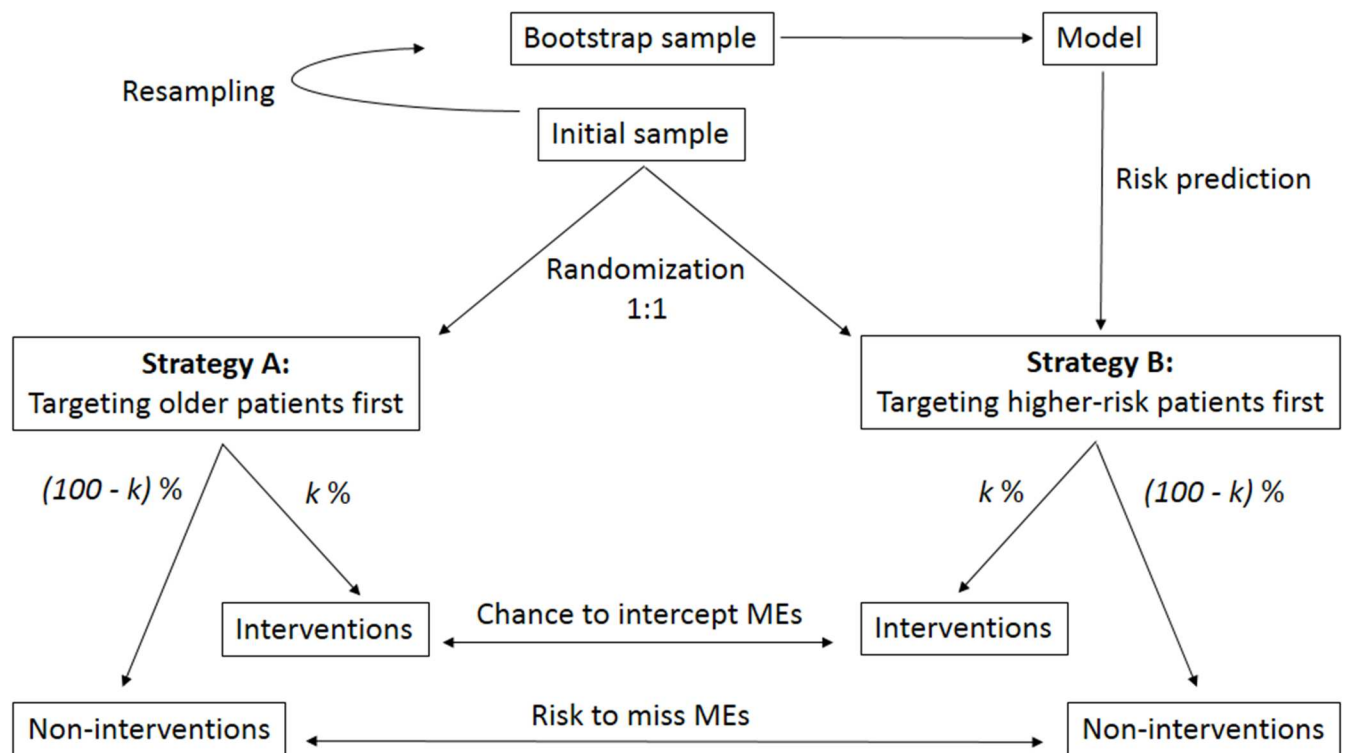 Bootstrap sample
Model
Resampling
Initial sample
Risk prediction
Randomization
1:1
Strategy A:
Targeting older patients first
Strategy B:
Targeting higher-risk patients first
(100 - k) %
k %
k %
(100 - k) %
Interventions
Chance to intercept MEs
Interventions
Non-interventions
Risk to miss MEs
Non-interventions